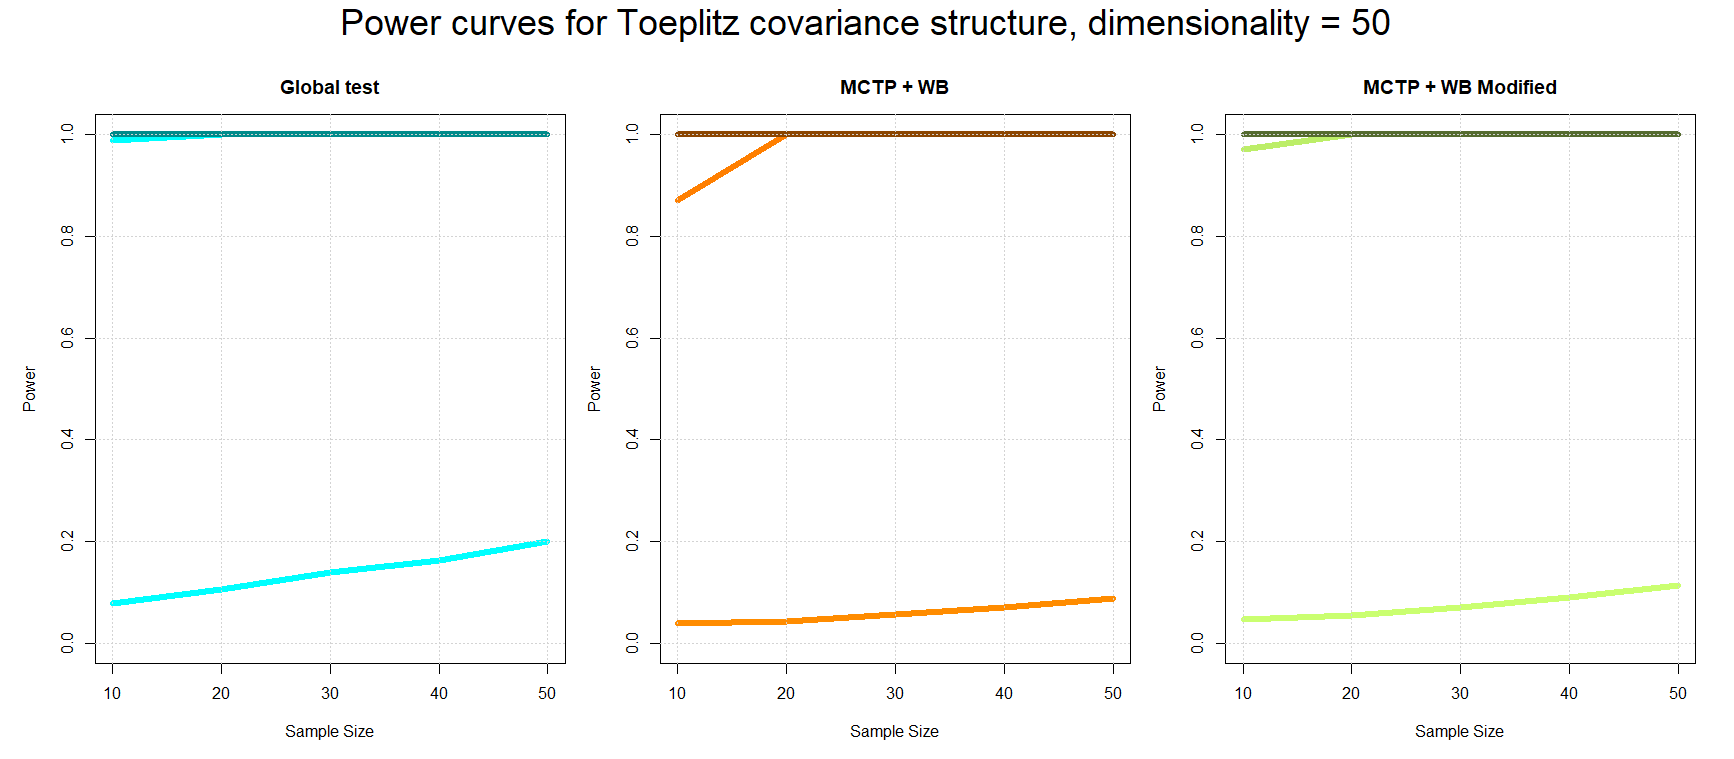 Power curves for Toeplitz covariance structure, dimensionality = 50
Global test
Power
1.0
0.8
0.6
0.4
0.2
0.0
10 20 30 40 50
Sample Size
MCTP + WB
Power
1.0
0.8
0.6
0.4
0.2
0.0
10 20 30 40 50
Sample Size
MCTP + WB Modified
Power
1.0
0.8
0.6
0.4
0.2
0.0
10 20 30 40 50
Sample Size